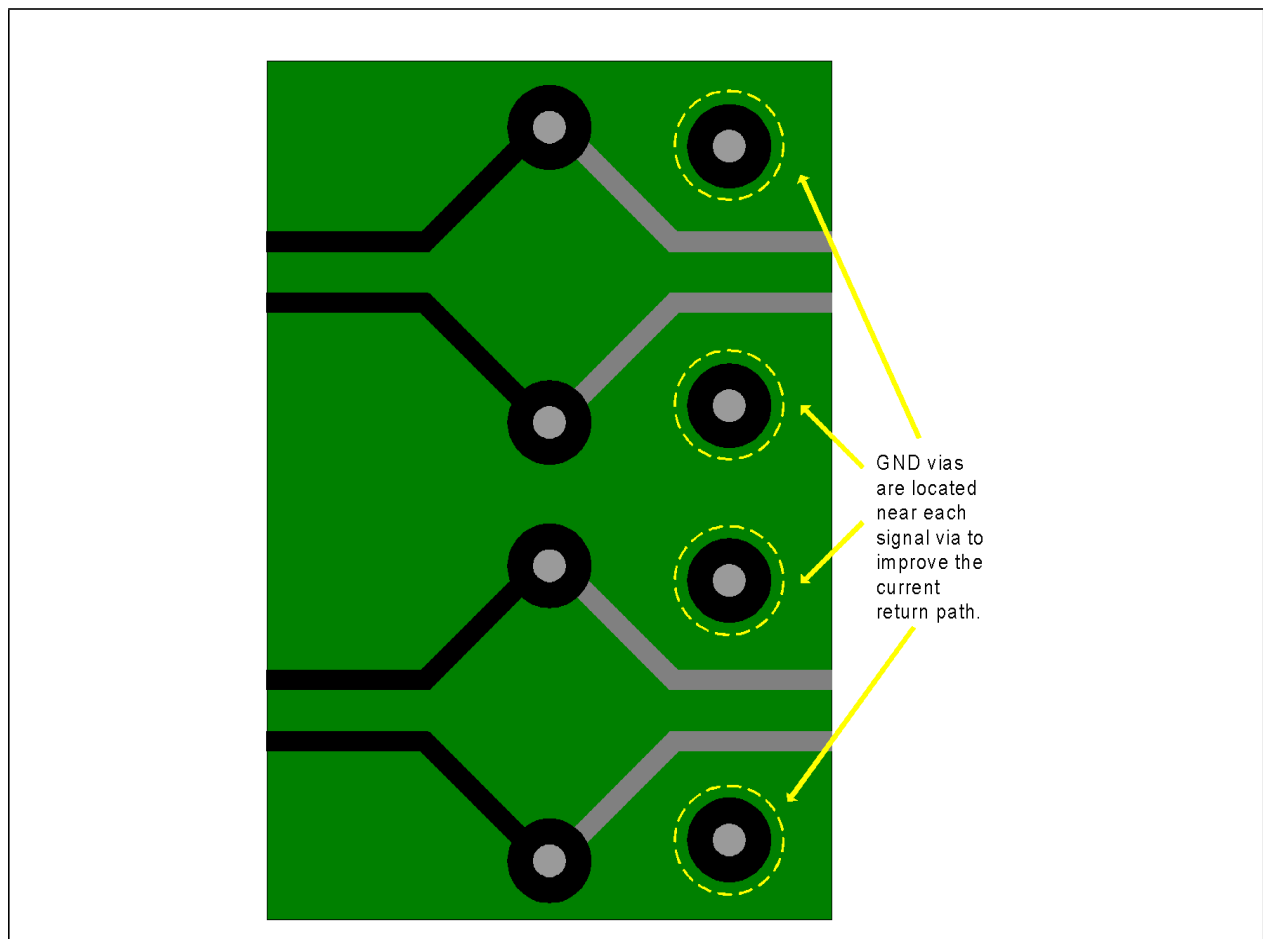 GND vias
are located
near each
signal via to
improve the
current
return path.